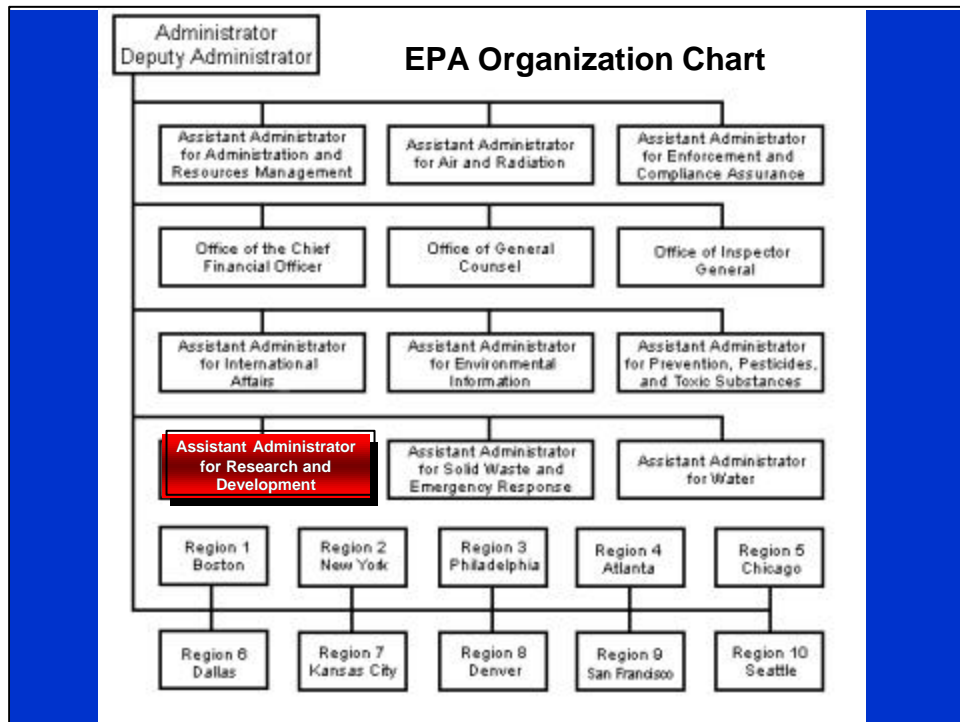 Administrator
Deputy Administrator
EPA Organization Chart
Assistant Administrator
for Administration and
Resources Management
Assistant Administrator
for Air and Radiation
Assistant Administrator
for Enforcement and
Compliance Assurance
Office of the Chief
Financial Officer
Office of General
Counsel
Office of Inspector
General
Assistant Administrator
for International
Affairs
Assistant Administrator
for Environmental
Information
Assistant Administrator
for Prevention, Pesticides,
and Toxic Substances
Assistant Administrator
for Research and
Development
Assistant Administrator
for Solid Waste and
Emergency Response
Assistant Administrator
for Water
Region 1
Boston
Region 2
New York
Region 3
Philadelphia
Region 4
Atlanta
Region 5
Chicago
Region 6
Dallas
Region 7
Kansas City
Region 8
Denver
Region 9
San Francisco
Region 10
Seattle